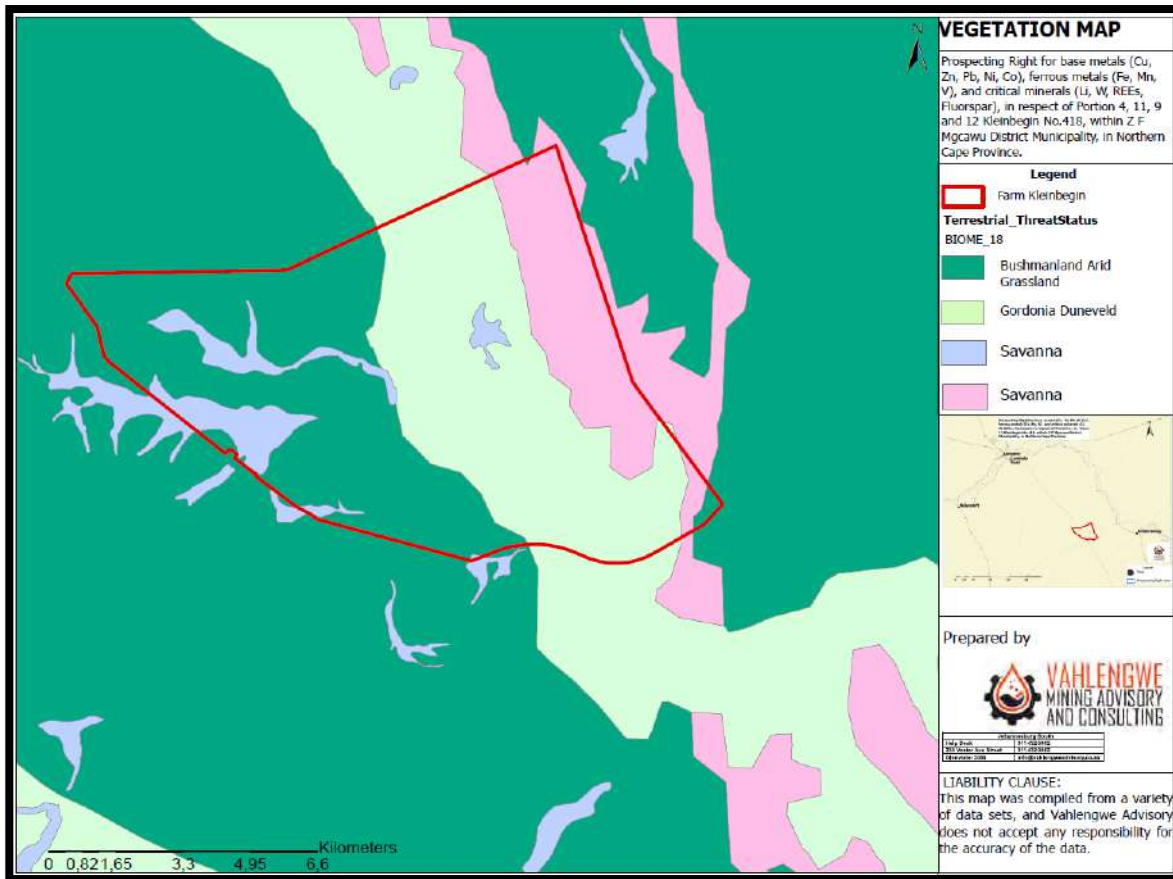 N
VEGETATION MAP
Prospecting Right for base metals (Cu,
Zn, Pb, Ni, Co), ferrous metals (Fe, Mn,
V), and critical minerals (Li, W, REEs,
Fluorspar), in respect of Portion 4, 11, 9
and 12 Kleinbegin No.418, within Z F
Mgcawu District Municipality, in Northern
Cape Province.
Legend
Farm Kleinbegin
Terrestrial_ThreatStatus
BIOME_18
Bushmanland Arid
Grassland
Gordonia Duneveld
Savanna
Savanna
Prepared by
VAHLENGWE
MINING ADVISORY
AND CONSULTING
Help Desk
LIABILITY CLAUSE:
This map was compiled from a variety
of data sets, and Vahlengwe Advisory
does not accept any responsibility for
the accuracy of the data.
Kilometers
0 0,821,65 3,3 4,95 6,6